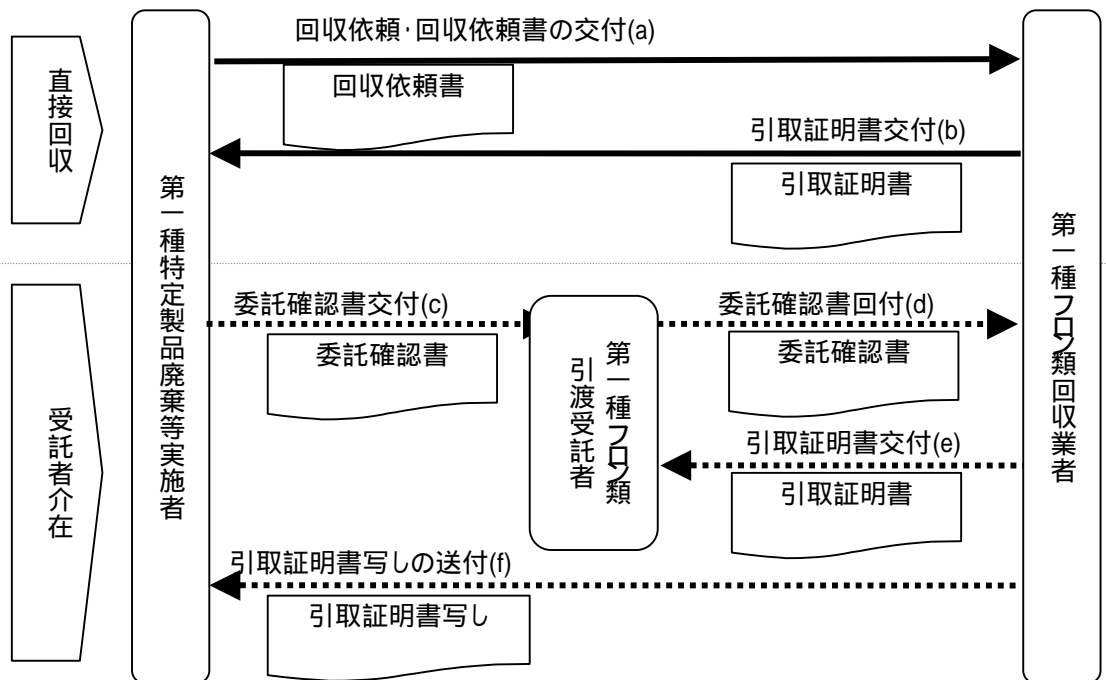 回収依頼・回収依頼書の交付(a)
直接回収
回収依頼書
引取証明書交付(b)
引取証明書
第一種特定製品廃棄等実施者
第一種フロン類回収業者
委託確認書交付(c)
委託確認書
第一種フロン類
引渡受託者
委託確認書回付(d)
委託確認書
受託者介在
引取証明書交付(e)
引取証明書
引取証明書写しの送付(f)
引取証明書写し